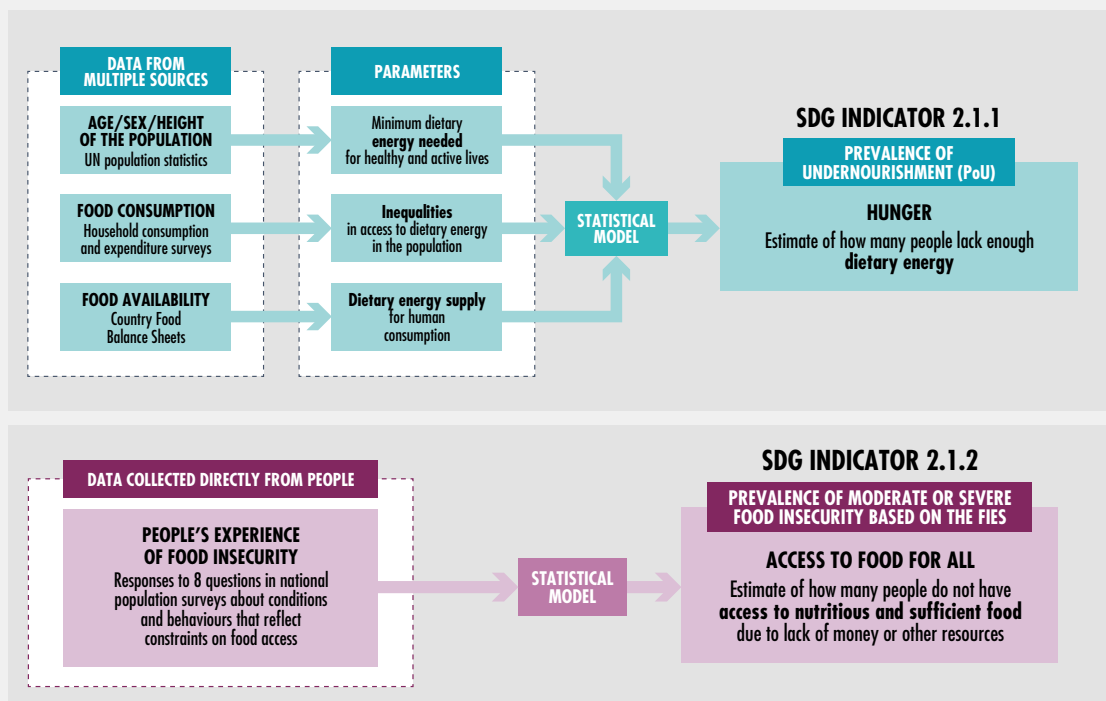 DATA FROM
MULTIPLE SOURCES
AGE/SEX/HEIGHT
OF THE POPULATION
UN population statistics
FOOD CONSUMPTION
Household consumption
and expenditure surveys
FOOD AVAILABILITY
Country Food
Balance Sheets
PARAMETERS
Minimum dietary
energy needed
for healthy and active lives
Inequalities
in access to dietary energy
in the population
Dietary energy supply
for human
consumption
STATISTICAL
MODEL
SDG INDICATOR 2.1.1
PREVALENCE OF
UNDERNOURISHMENT (PoU)
HUNGER
Estimate of how many people lack enough
dietary energy
DATA COLLECTED DIRECTLY FROM PEOPLE
PEOPLE'S EXPERIENCE
OF FOOD INSECURITY
Responses to 8 questions in national
population surveys about conditions
and behaviours that reflect
constraints on food access
STATISTICAL
MODEL
SDG INDICATOR 2.1.2
PREVALENCE OF MODERATE OR SEVERE
FOOD INSECURITY BASED ON THE FIES
ACCESS TO FOOD FOR ALL
Estimate of how many people do not have
access to nutritious and sufficient food
due to lack of money or other resources